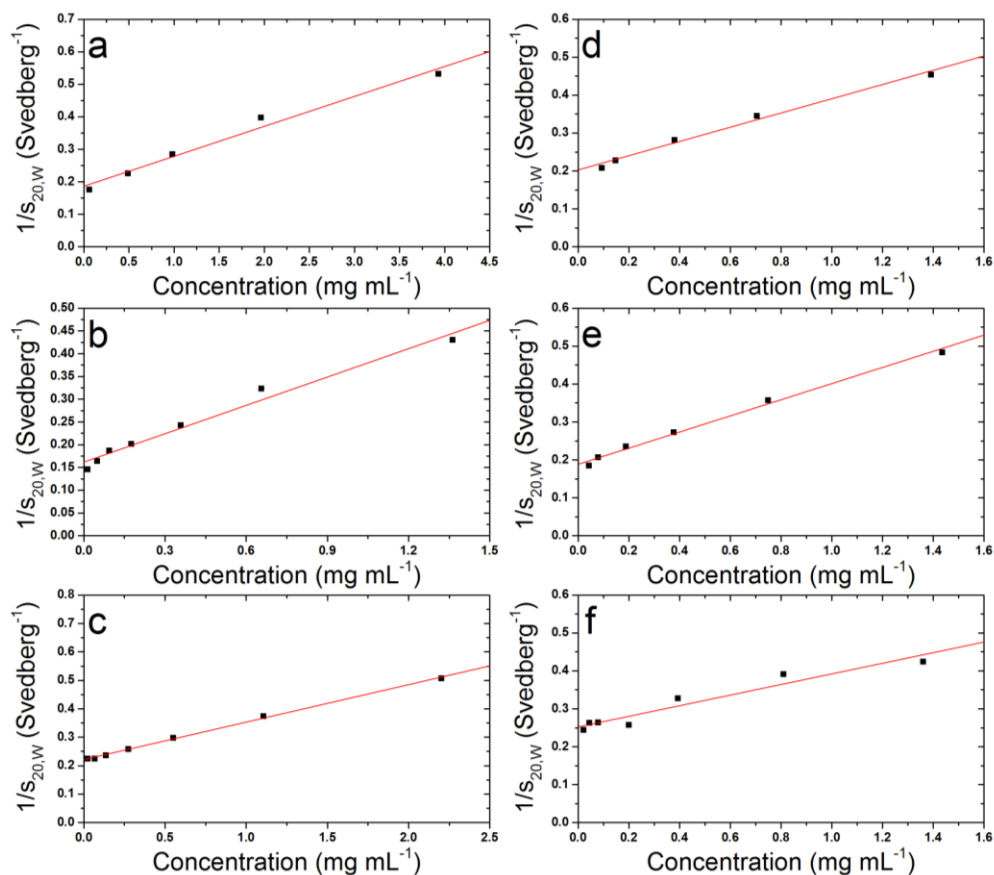 a
0.7
0.6
0.5
0.4
0.3
0.2
0.1
0.0
1/s20,W (Svedberg-1)
0.0 0.5 1.0 1.5 2.0 2.5 3.0 3.5 4.0 4.5
Concentration (mg mL-1)
d
0.6
0.5
0.4
0.3
0.2
0.1
0.0
1/s20,W (Svedberg-1)
0.0 0.2 0.4 0.6 0.8 1.0 1.2 1.4 1.6
Concentration (mg mL-1)
b
0.50
0.45
0.40
0.35
0.30
0.25
0.20
0.15
0.10
0.05
0.00
1/s20,W (Svedberg-1)
0.0 0.3 0.6 0.9 1.2 1.5
Concentration (mg mL-1)
e
0.6
0.5
0.4
0.3
0.2
0.1
0.0
1/s20,W (Svedberg-1)
0.0 0.2 0.4 0.6 0.8 1.0 1.2 1.4 1.6
Concentration (mg mL-1)
c
0.8
0.7
0.6
0.5
0.4
0.3
0.2
0.1
0.0
1/s20,W (Svedberg-1)
0.0 0.5 1.0 1.5 2.0 2.5
Concentration (mg mL-1)
f
0.6
0.5
0.4
0.3
0.2
0.1
0.0
1/s20,W (Svedberg-1)
0.0 0.2 0.4 0.6 0.8 1.0 1.2 1.4 1.6
Concentration (mg mL-1)